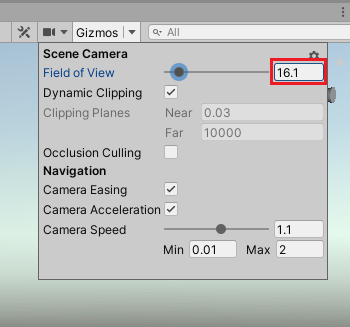 Gizmos All
Scene Camera
Field of View 16.1
Dynamic Clipping
Clipping Planes Near 0.03
Far 10000
Occlusion Culling
Navigation
Camera Easing
Camera Acceleration
Camera Speed 1.1
Min 0.01 Max 2